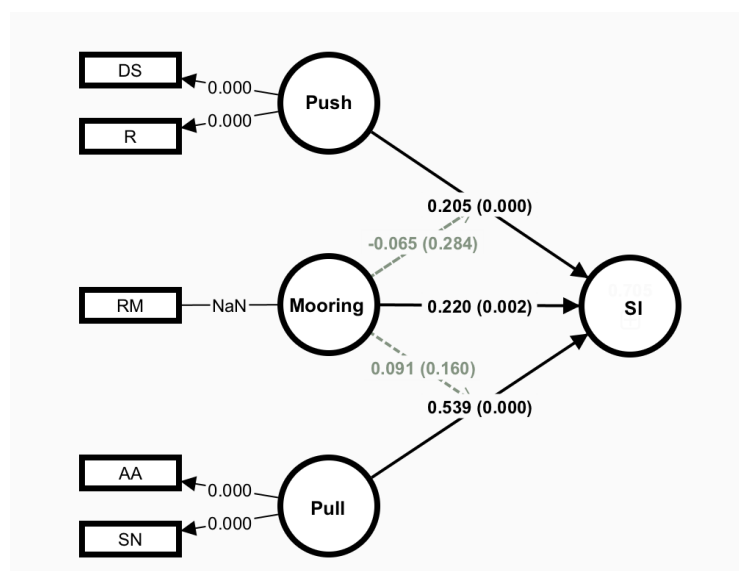 DS
0.000
Push
0.000
R
0.205 (0.000)
-0.065 (0.284)
RM
NaN
Mooring
0.220 (0.002)
SI
0.091 (0.160)
0.539 (0.000)
AA
0.000
Pull
0.000
SN